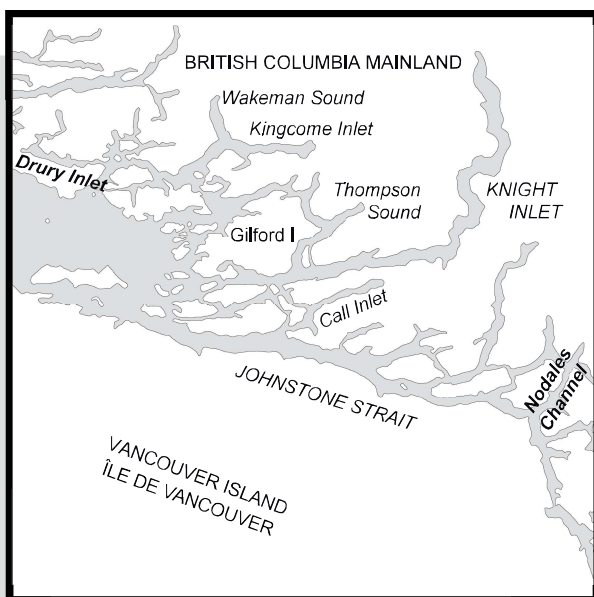 BRITISH COLUMBIA MAINLAND
Wakeman Sound
Kingcome Inlet
Drury Inlet
Thompson
Sound
KNIGHT
INLET
Gilford I
Call Inlet
JOHNSTONE STRAIT
Nodales
Channel
VANCOUVER ISLAND
ÎLE DE VANCOUVER